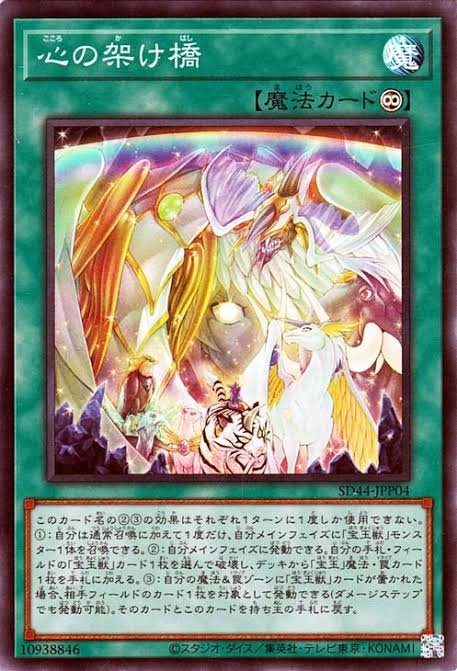 心の架け橋
魔
【魔法カード∞】
SD44-JPP04
このカード名の②③の効果はそれぞれ1ターンに1度しか使用できない。
①:自分は通常召喚に加えて1度だけ、自分メインフェイズに「宝玉獣」モンス
ター1体を召喚できる。②:自分メインフェイズに発動できる。自分の手札・フィー
ルドの「宝玉獣」カード1枚を選んで破壊し、デッキから「宝玉」魔法・罠カード
1枚を手札に加える。③:自分の魔法&罠ゾーンに「宝玉獣」カードが置かれた
場合、相手フィールドのカード1枚を対象として発動できる(ダメージステップ
でも発動可能)。そのカードとこのカードを持ち主の手札に戻す。
10938846
©スタジオ・ダイス/集英社・テレビ東京・KONAMI